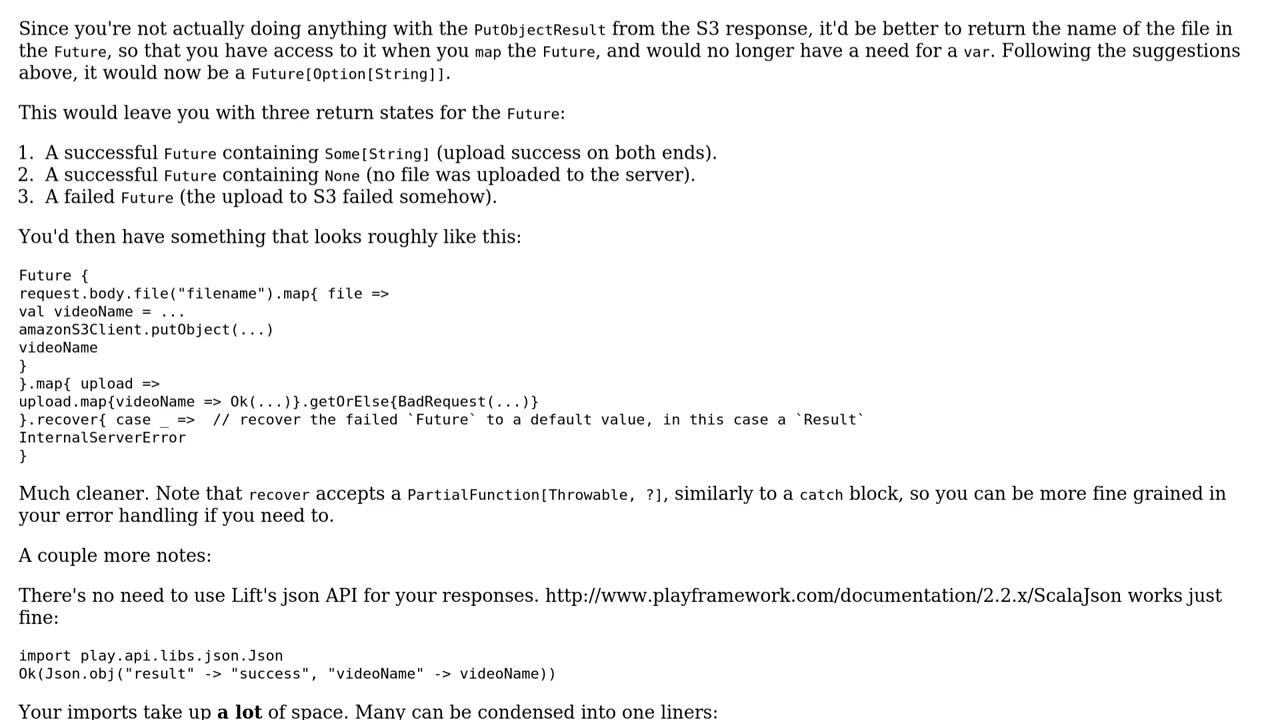 Since you're not actually doing anything with the PutObjectResult from the S3 response, it'd be better to return the name of the file in
the Future, so that you have access to it when you map the Future, and would no longer have a need for a var. Following the suggestions
above, it would now be a Future[Option[String]].
This would leave you with three return states for the Future:
1. A successful Future containing Some[String] (upload success on both ends).
2. A successful Future containing None (no file was uploaded to the server).
3. A failed Future (the upload to S3 failed somehow).
You'd then have something that looks roughly like this:
Future {
request.body.file("filename").map{ file =>
val videoName = ...
amazonS3Client.putObject(...)
videoName
}
}.map{ upload =>
upload.map{videoName => Ok(...)}.getOrElse{BadRequest(...)}
}.recover{ case _ =>  // recover the failed `Future` to a default value, in this case a `Result`
InternalServerError
}
Much cleaner. Note that recover accepts a PartialFunction[Throwable, ?], similarly to a catch block, so you can be more fine grained in
your error handling if you need to.
A couple more notes:
There's no need to use Lift's json API for your responses. http://www.playframework.com/documentation/2.2.x/ScalaJson works just
fine:
import play.api.libs.json.Json
Ok(Json.obj("result" -> "success", "videoName" -> videoName))
Your imports take up a lot of space. Many can be condensed into one liners: